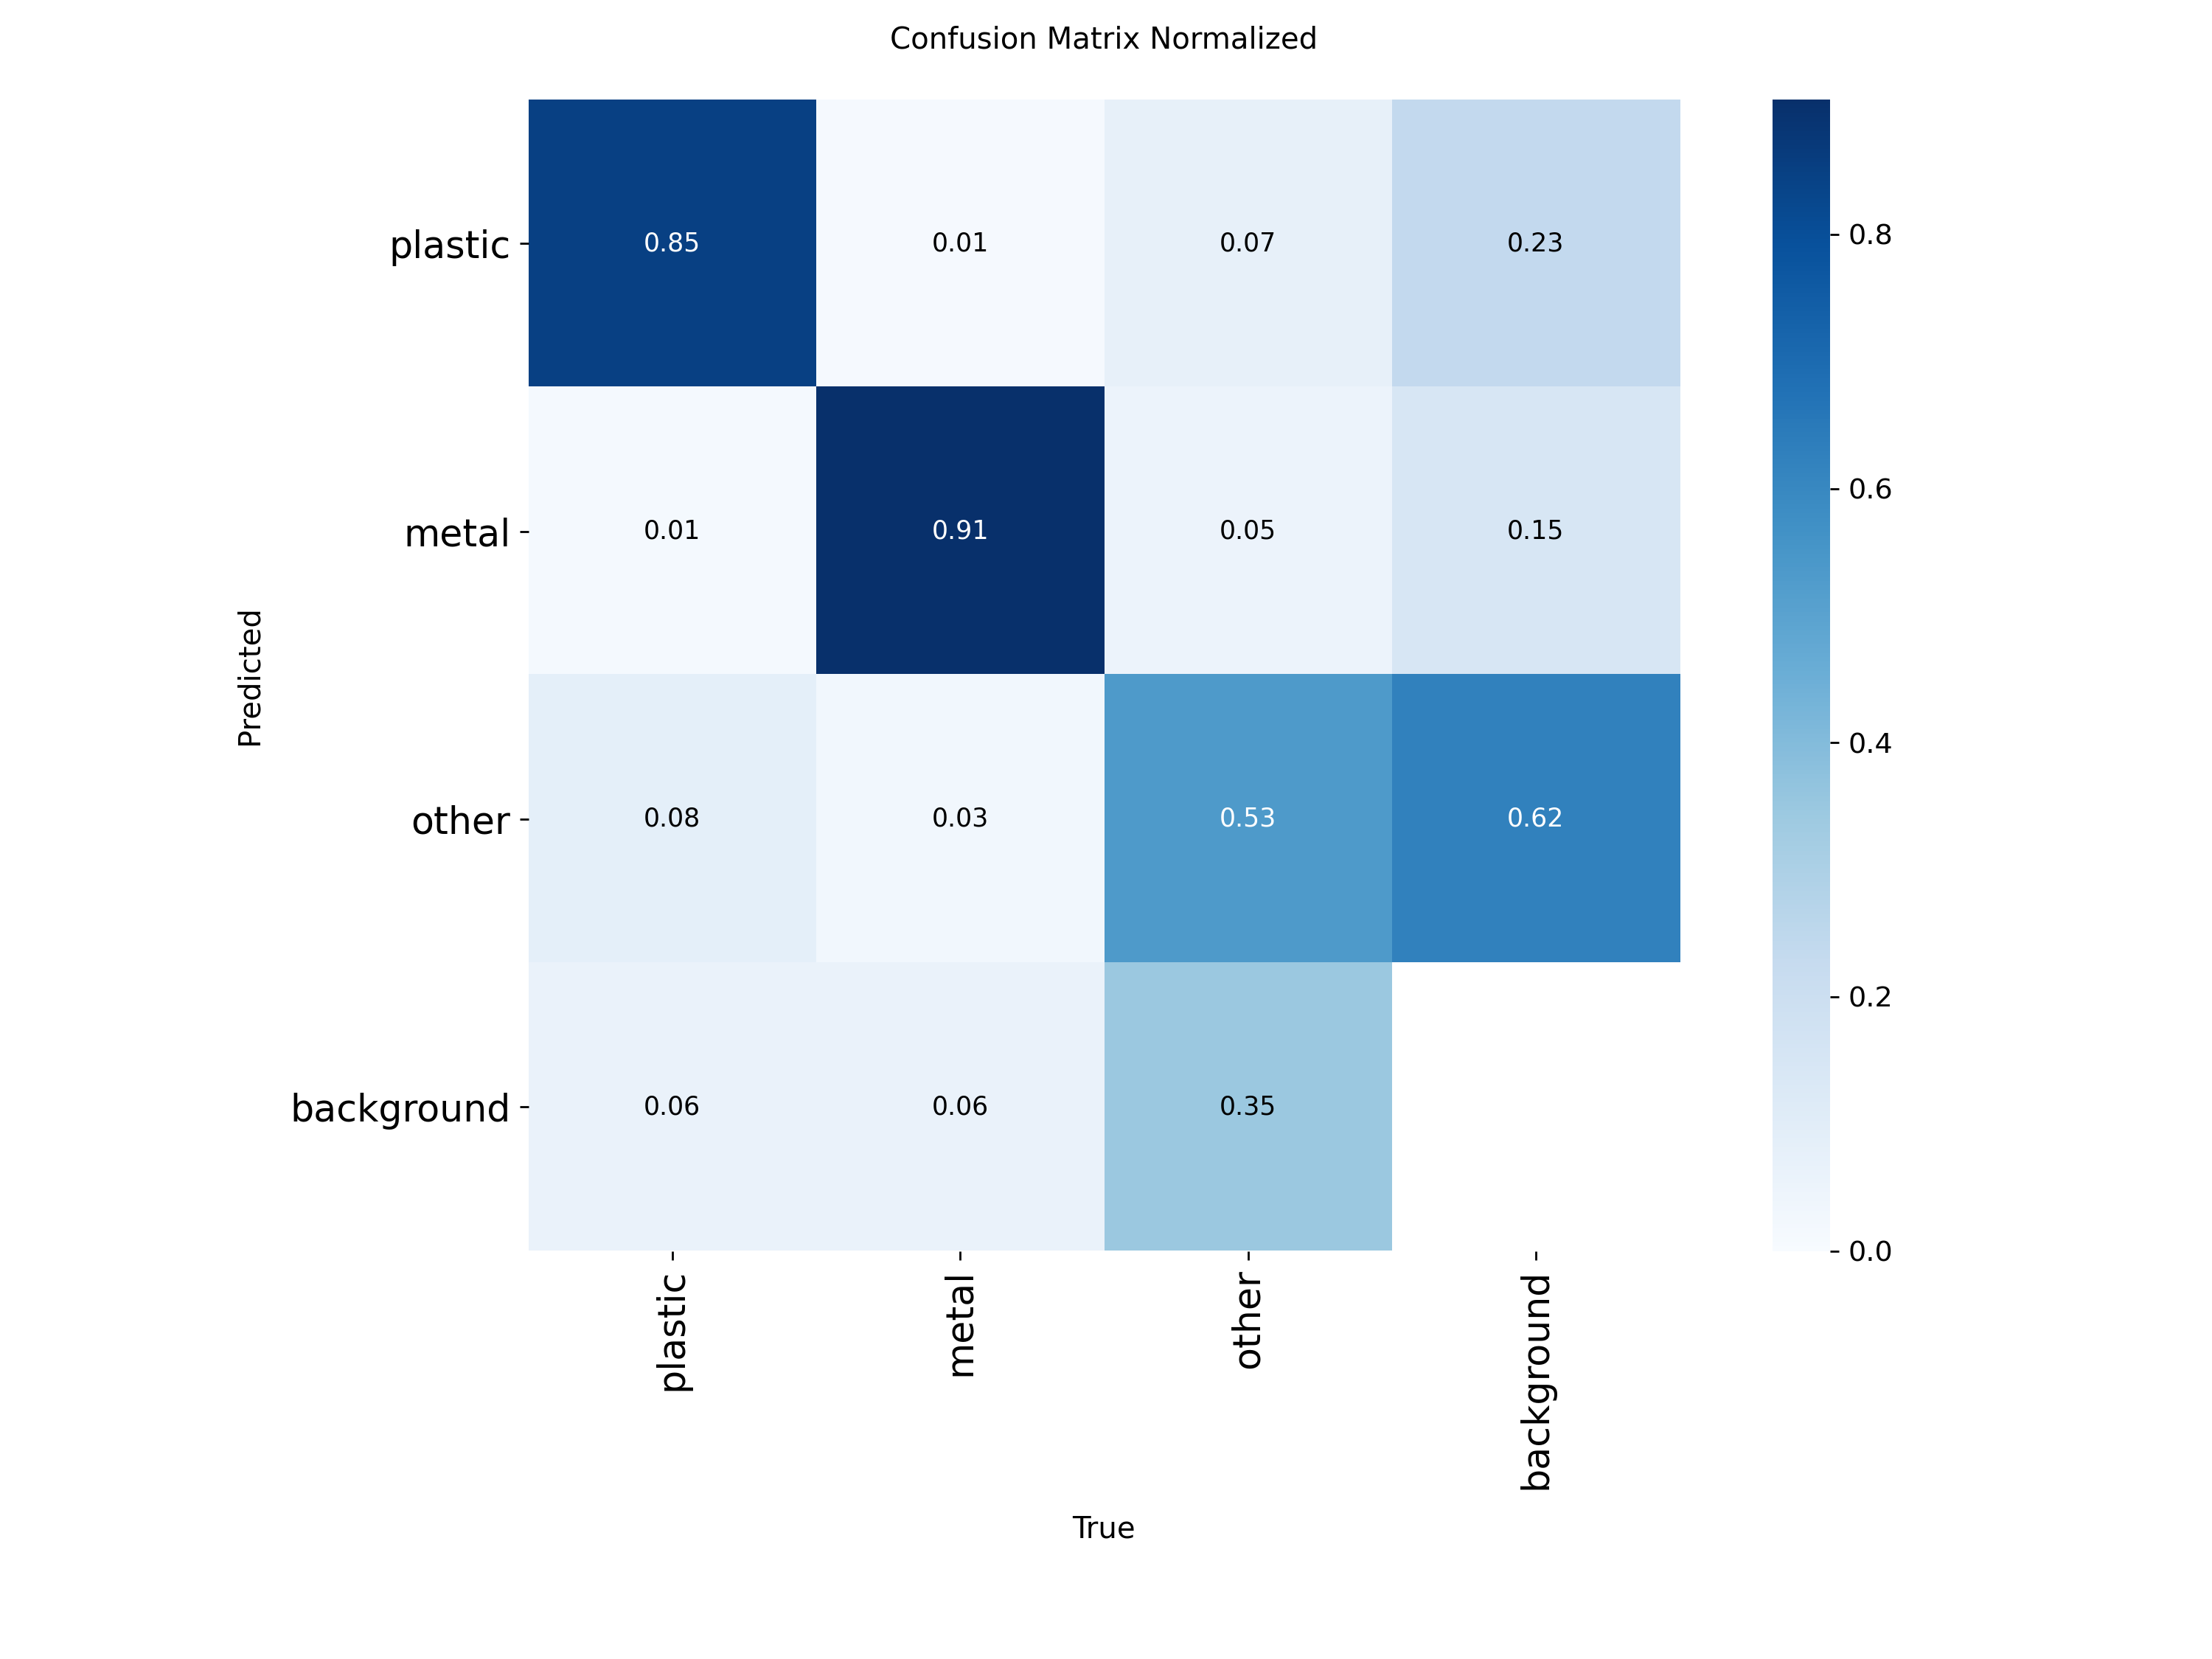 Confusion Matrix Normalized
plastic 0.85 0.01 0.07 0.23
metal 0.01 0.91 0.05 0.15
other 0.08 0.03 0.53 0.62
background 0.06 0.06 0.35
plastic metal other background
Predicted
True
0.8
0.6
0.4
0.2
0.0